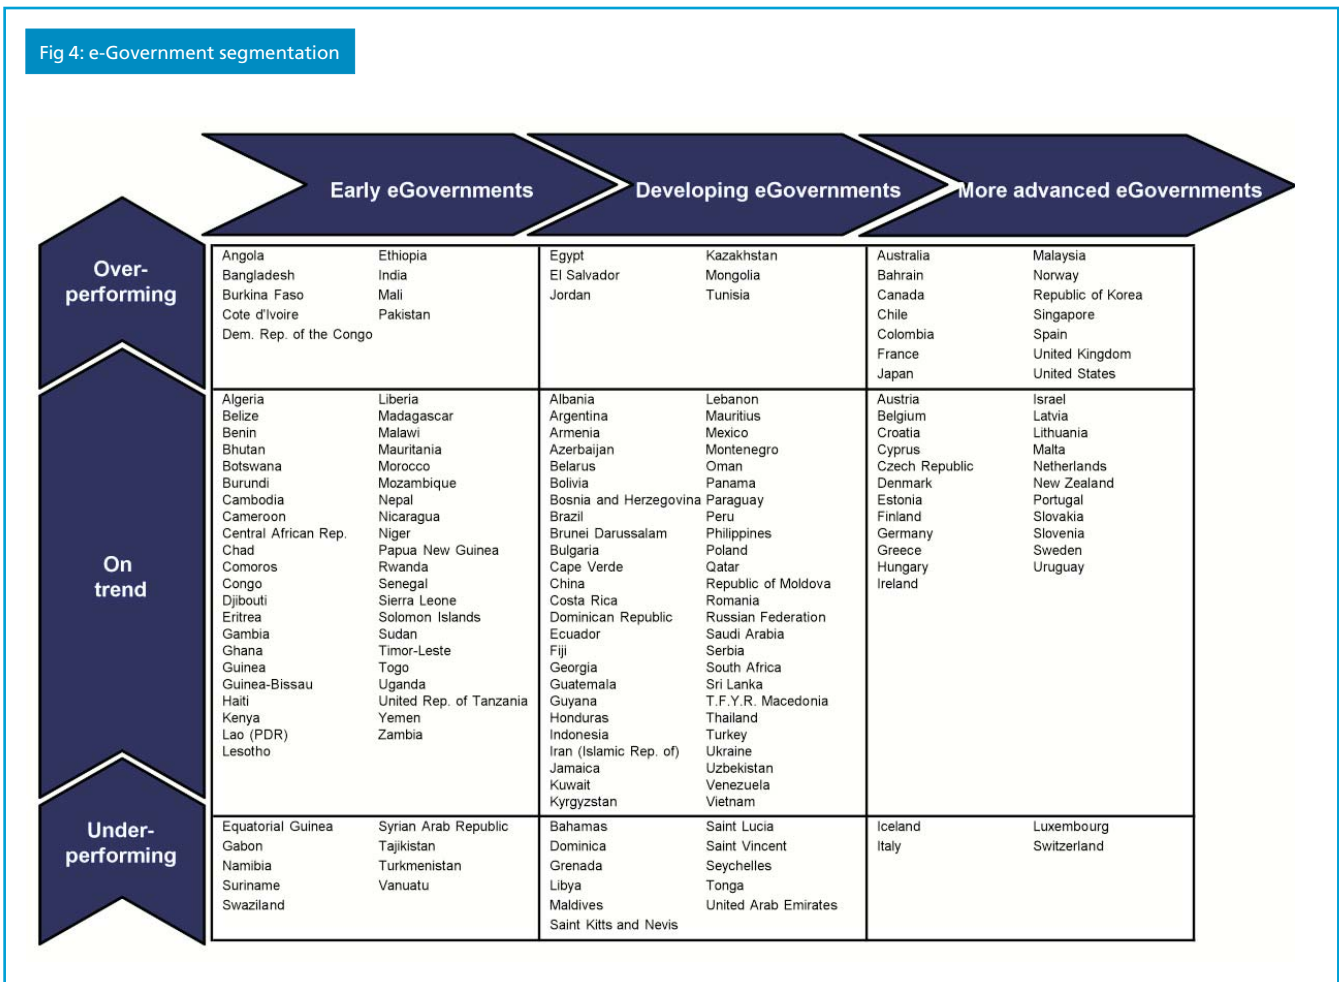 Fig 4: e-Government segmentation
Early eGovernments
Developing eGovernments
More advanced eGovernments
Over-
performing
Angola
Bangladesh
Burkina Faso
Cote d'Ivoire
Dem. Rep. of the Congo
Ethiopia
India
Mali
Pakistan
Egypt
El Salvador
Jordan
Kazakhstan
Mongolia
Tunisia
Australia
Bahrain
Canada
Chile
Colombia
France
Japan
Malaysia
Norway
Republic of Korea
Singapore
Spain
United Kingdom
United States
On
trend
Algeria
Belize
Benin
Bhutan
Botswana
Burundi
Cambodia
Cameroon
Central African Rep.
Chad
Comoros
Congo
Djibouti
Eritrea
Gambia
Ghana
Guinea
Guinea-Bissau
Haiti
Kenya
Lao (PDR)
Lesotho
Liberia
Madagascar
Malawi
Mauritania
Morocco
Mozambique
Nepal
Nicaragua
Niger
Papua New Guinea
Rwanda
Senegal
Sierra Leone
Solomon Islands
Sudan
Timor-Leste
Togo
Uganda
United Rep. of Tanzania
Yemen
Zambia
Albania
Argentina
Armenia
Azerbaijan
Belarus
Bolivia
Bosnia and Herzegovina
Brazil
Brunei Darussalam
Bulgaria
Cape Verde
China
Costa Rica
Dominican Republic
Ecuador
Fiji
Georgia
Guatemala
Guyana
Honduras
Indonesia
Iran (Islamic Rep. of)
Jamaica
Kuwait
Kyrgyzstan
Lebanon
Mauritius
Mexico
Montenegro
Oman
Panama
Paraguay
Peru
Philippines
Poland
Qatar
Republic of Moldova
Romania
Russian Federation
Saudi Arabia
Serbia
South Africa
Sri Lanka
T.F.Y.R. Macedonia
Thailand
Turkey
Ukraine
Uzbekistan
Venezuela
Vietnam
Austria
Belgium
Croatia
Cyprus
Czech Republic
Denmark
Estonia
Finland
Germany
Greece
Hungary
Ireland
Israel
Latvia
Lithuania
Malta
Netherlands
New Zealand
Portugal
Slovakia
Slovenia
Sweden
Uruguay
Under-
performing
Equatorial Guinea
Gabon
Namibia
Suriname
Swaziland
Syrian Arab Republic
Tajikistan
Turkmenistan
Vanuatu
Bahamas
Dominica
Grenada
Libya
Maldives
Saint Kitts and Nevis
Saint Lucia
Saint Vincent
Seychelles
Tonga
United Arab Emirates
Iceland
Italy
Luxembourg
Switzerland